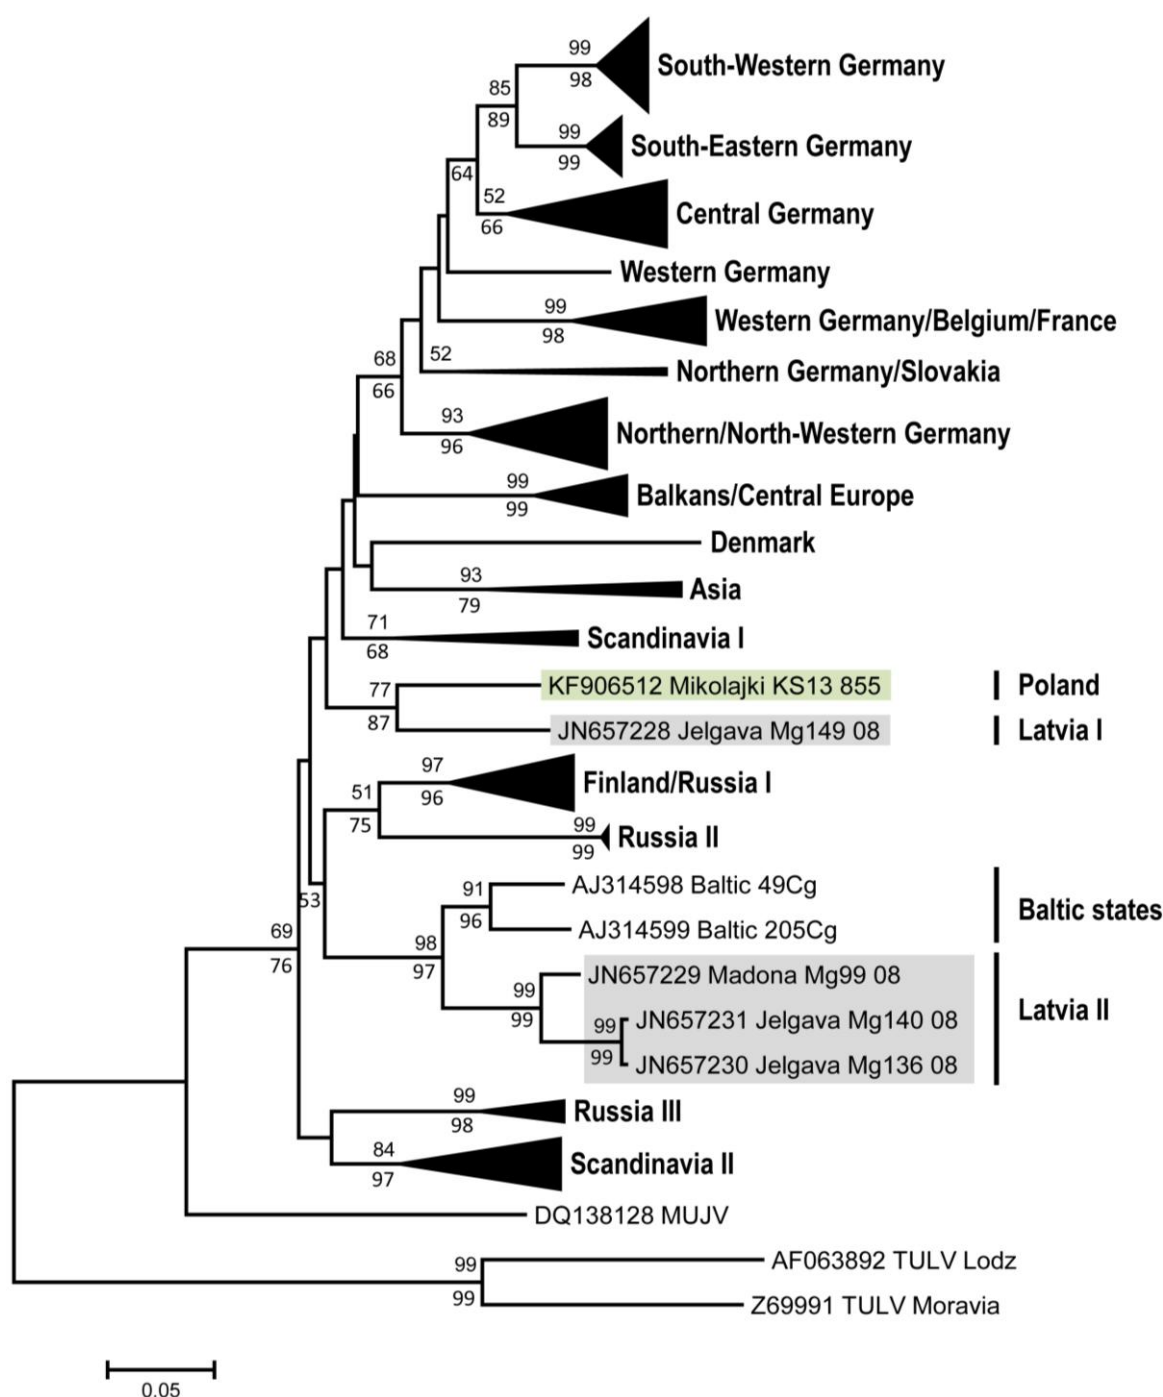 99
98
South-Western Germany
85
89
99
99
South-Eastern Germany
64
52
66
Central Germany
Western Germany
99
98
Western Germany/Belgium/France
52
Northern Germany/Slovakia
68
66
93
96
Northern/North-Western Germany
99
99
Balkans/Central Europe
Denmark
93
79
Asia
71
68
Scandinavia I
77
87
KF906512 Mikolajki KS13 855
Poland
JN657228 Jelgava Mg149 08
Latvia I
97
96
Finland/Russia I
51
75
99
99
Russia II
53
91
96
AJ314598 Baltic 49Cg
AJ314599 Baltic 205Cg
Baltic states
69
76
98
97
99
99
JN657229 Madona Mg99 08
99
99
JN657231 Jelgava Mg140 08
JN657230 Jelgava Mg136 08
Latvia II
99
98
Russia III
84
97
Scandinavia II
DQ138128 MUJV
99
99
AF063892 TULV Lodz
Z69991 TULV Moravia
0.05